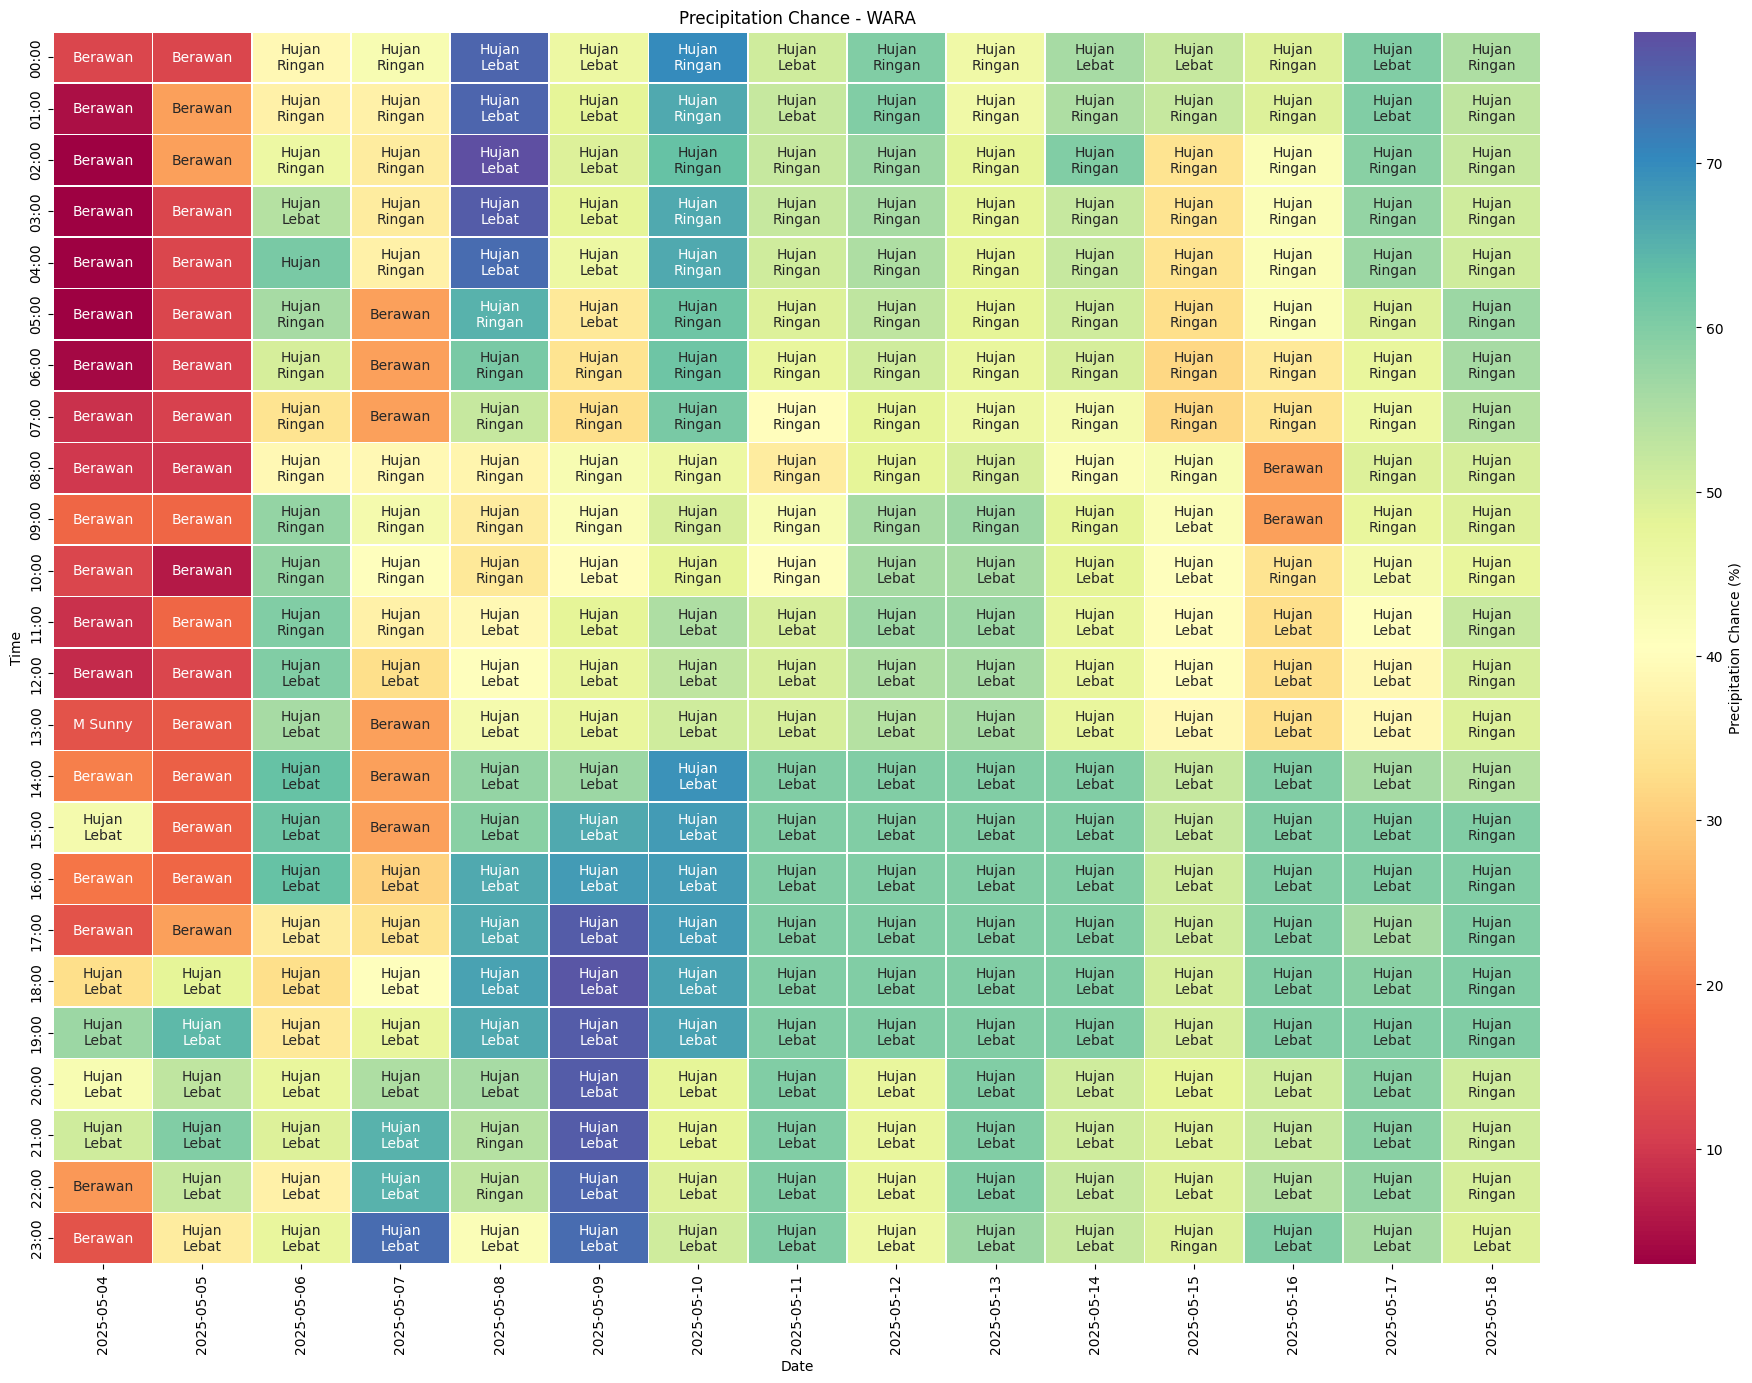 Precipitation Chance - WARA
00:00 Berawan Berawan Hujan Ringan Hujan Ringan Hujan Lebat Hujan Lebat Hujan Ringan Hujan Lebat Hujan Ringan Hujan Ringan Hujan Lebat Hujan Lebat Hujan Ringan Hujan Lebat Hujan Ringan
01:00 Berawan Berawan Hujan Ringan Hujan Ringan Hujan Lebat Hujan Lebat Hujan Ringan Hujan Lebat Hujan Ringan Hujan Ringan Hujan Ringan Hujan Ringan Hujan Ringan Hujan Lebat Hujan Ringan
02:00 Berawan Berawan Hujan Ringan Hujan Ringan Hujan Lebat Hujan Lebat Hujan Ringan Hujan Ringan Hujan Ringan Hujan Ringan Hujan Ringan Hujan Ringan Hujan Ringan Hujan Ringan Hujan Ringan
03:00 Berawan Berawan Hujan Lebat Hujan Ringan Hujan Lebat Hujan Lebat Hujan Ringan Hujan Ringan Hujan Ringan Hujan Ringan Hujan Ringan Hujan Ringan Hujan Ringan Hujan Ringan Hujan Ringan
04:00 Berawan Berawan Hujan Hujan Ringan Hujan Lebat Hujan Lebat Hujan Ringan Hujan Ringan Hujan Ringan Hujan Ringan Hujan Ringan Hujan Ringan Hujan Ringan Hujan Ringan Hujan Ringan
05:00 Berawan Berawan Hujan Ringan Berawan Hujan Ringan Hujan Lebat Hujan Ringan Hujan Ringan Hujan Ringan Hujan Ringan Hujan Ringan Hujan Ringan Hujan Ringan Hujan Ringan Hujan Ringan
06:00 Berawan Berawan Hujan Ringan Berawan Hujan Ringan Hujan Ringan Hujan Ringan Hujan Ringan Hujan Ringan Hujan Ringan Hujan Ringan Hujan Ringan Hujan Ringan Hujan Ringan Hujan Ringan
07:00 Berawan Berawan Hujan Ringan Berawan Hujan Ringan Hujan Ringan Hujan Ringan Hujan Ringan Hujan Ringan Hujan Ringan Hujan Ringan Hujan Ringan Hujan Ringan Hujan Ringan Hujan Ringan
08:00 Berawan Berawan Hujan Ringan Hujan Ringan Hujan Ringan Hujan Ringan Hujan Ringan Hujan Ringan Hujan Ringan Hujan Ringan Hujan Ringan Hujan Ringan Berawan Hujan Ringan Hujan Ringan
09:00 Berawan Berawan Hujan Ringan Hujan Ringan Hujan Ringan Hujan Ringan Hujan Ringan Hujan Ringan Hujan Ringan Hujan Ringan Hujan Ringan Hujan Lebat Berawan Hujan Ringan Hujan Ringan
10:00 Berawan Berawan Hujan Ringan Hujan Ringan Hujan Ringan Hujan Lebat Hujan Ringan Hujan Ringan Hujan Lebat Hujan Lebat Hujan Lebat Hujan Lebat Hujan Ringan Hujan Lebat Hujan Ringan
11:00 Berawan Berawan Hujan Ringan Hujan Ringan Hujan Lebat Hujan Lebat Hujan Lebat Hujan Lebat Hujan Lebat Hujan Lebat Hujan Lebat Hujan Lebat Hujan Lebat Hujan Lebat Hujan Ringan
Time
12:00 Berawan Berawan Hujan Lebat Hujan Lebat Hujan Lebat Hujan Lebat Hujan Lebat Hujan Lebat Hujan Lebat Hujan Lebat Hujan Lebat Hujan Lebat Hujan Lebat Hujan Lebat Hujan Ringan
13:00 M Sunny Berawan Hujan Lebat Berawan Hujan Lebat Hujan Lebat Hujan Lebat Hujan Lebat Hujan Lebat Hujan Lebat Hujan Lebat Hujan Lebat Hujan Lebat Hujan Lebat Hujan Ringan
14:00 Berawan Berawan Hujan Lebat Berawan Hujan Lebat Hujan Lebat Hujan Lebat Hujan Lebat Hujan Lebat Hujan Lebat Hujan Lebat Hujan Lebat Hujan Lebat Hujan Lebat Hujan Ringan
15:00 Hujan Lebat Berawan Hujan Lebat Berawan Hujan Lebat Hujan Lebat Hujan Lebat Hujan Lebat Hujan Lebat Hujan Lebat Hujan Lebat Hujan Lebat Hujan Lebat Hujan Lebat Hujan Ringan
16:00 Berawan Berawan Hujan Lebat Hujan Lebat Hujan Lebat Hujan Lebat Hujan Lebat Hujan Lebat Hujan Lebat Hujan Lebat Hujan Lebat Hujan Lebat Hujan Lebat Hujan Lebat Hujan Ringan
17:00 Berawan Berawan Hujan Lebat Hujan Lebat Hujan Lebat Hujan Lebat Hujan Lebat Hujan Lebat Hujan Lebat Hujan Lebat Hujan Lebat Hujan Lebat Hujan Lebat Hujan Lebat Hujan Ringan
18:00 Hujan Lebat Hujan Lebat Hujan Lebat Hujan Lebat Hujan Lebat Hujan Lebat Hujan Lebat Hujan Lebat Hujan Lebat Hujan Lebat Hujan Lebat Hujan Lebat Hujan Lebat Hujan Lebat Hujan Ringan
19:00 Hujan Lebat Hujan Lebat Hujan Lebat Hujan Lebat Hujan Lebat Hujan Lebat Hujan Lebat Hujan Lebat Hujan Lebat Hujan Lebat Hujan Lebat Hujan Lebat Hujan Lebat Hujan Lebat Hujan Ringan
20:00 Hujan Lebat Hujan Lebat Hujan Lebat Hujan Lebat Hujan Lebat Hujan Lebat Hujan Lebat Hujan Lebat Hujan Lebat Hujan Lebat Hujan Lebat Hujan Lebat Hujan Lebat Hujan Lebat Hujan Ringan
21:00 Hujan Lebat Hujan Lebat Hujan Lebat Hujan Lebat Hujan Ringan Hujan Lebat Hujan Lebat Hujan Lebat Hujan Lebat Hujan Lebat Hujan Lebat Hujan Lebat Hujan Lebat Hujan Lebat Hujan Ringan
22:00 Berawan Hujan Lebat Hujan Lebat Hujan Lebat Hujan Ringan Hujan Lebat Hujan Lebat Hujan Lebat Hujan Lebat Hujan Lebat Hujan Lebat Hujan Lebat Hujan Lebat Hujan Lebat Hujan Ringan
23:00 Berawan Hujan Lebat Hujan Lebat Hujan Lebat Hujan Lebat Hujan Lebat Hujan Lebat Hujan Lebat Hujan Lebat Hujan Lebat Hujan Lebat Hujan Ringan Hujan Lebat Hujan Lebat Hujan Lebat
2025-05-04 2025-05-05 2025-05-06 2025-05-07 2025-05-08 2025-05-09 2025-05-10 2025-05-11 2025-05-12 2025-05-13 2025-05-14 2025-05-15 2025-05-16 2025-05-17 2025-05-18
Date
70
60
50
40
30
20
10
Precipitation Chance (%)